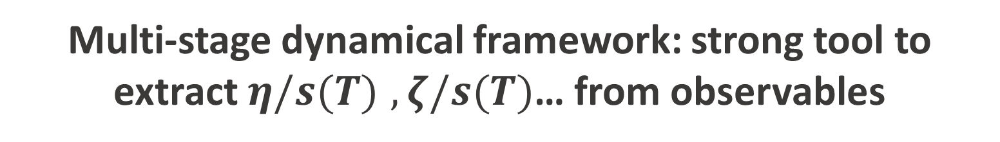 Multi-stage dynamical framework: strong tool to
extract η/s(T) , ζ/s(T)... from observables